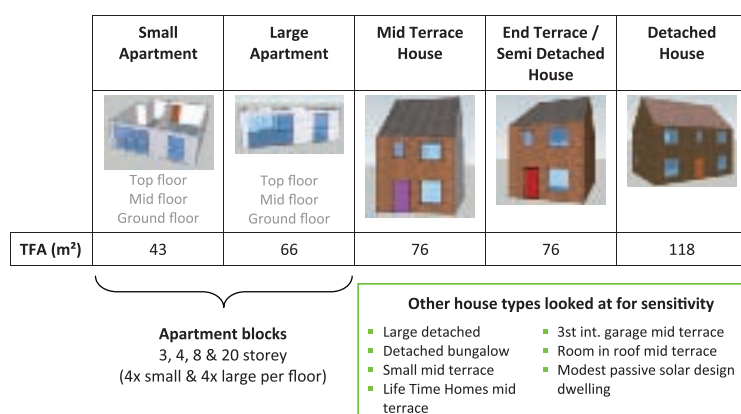 Small
Apartment
Large
Apartment
Mid Terrace
House
End Terrace /
Semi Detached
House
Detached
House
Top floor
Mid floor
Ground floor
Top floor
Mid floor
Ground floor
TFA (m²)
43
66
76
76
118
Apartment blocks
3, 4, 8 & 20 storey
(4x small & 4x large per floor)
Other house types looked at for sensitivity
Large detached
Detached bungalow
Small mid terrace
Life Time Homes mid
terrace
3st int. garage mid terrace
Room in roof mid terrace
Modest passive solar design
dwelling